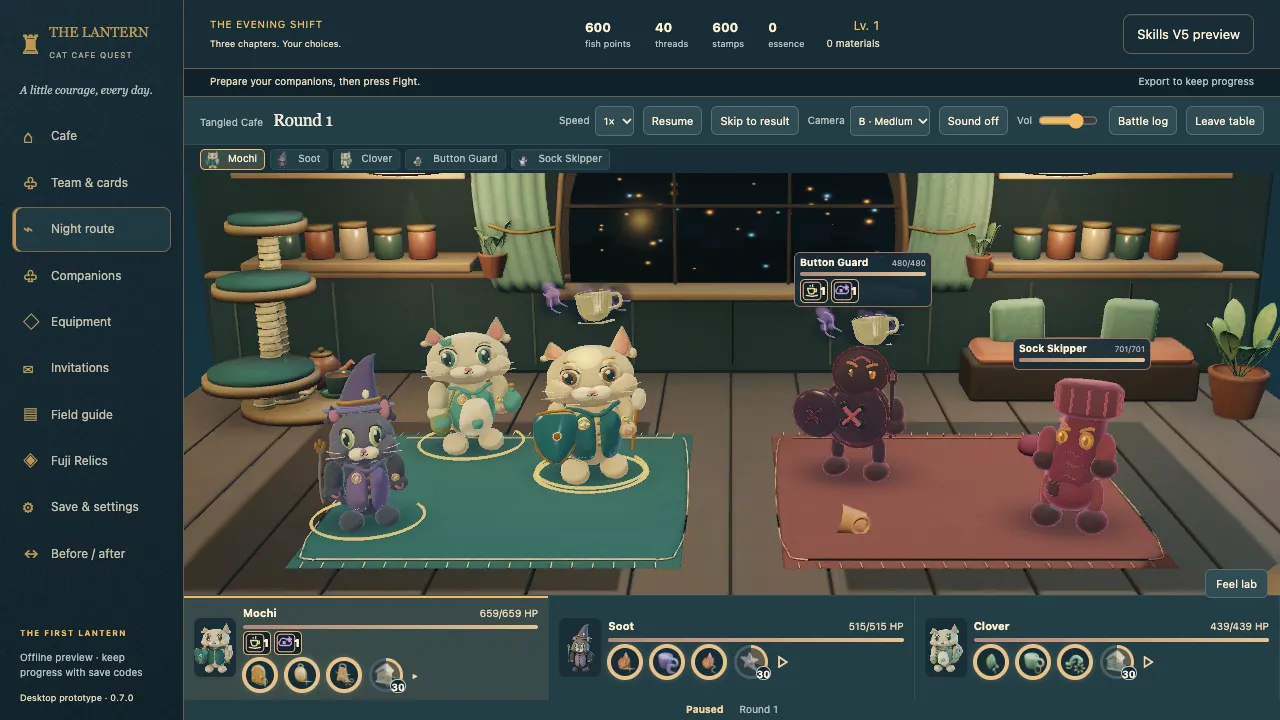 THE LANTERN
CAT CAFE QUEST
A little courage, every day.
Cafe
Team & cards
Night route
Companions
Equipment
Invitations
Field guide
Fuji Relics
Save & settings
Before / after
THE FIRST LANTERN
Offline preview · keep
progress with save codes
Desktop prototype · 0.7.0
THE EVENING SHIFT
Three chapters. Your choices.
600
fish points
40
threads
600
stamps
0
essence
Lv. 1
0 materials
Skills V5 preview
Prepare your companions, then press Fight.
Export to keep progress
Tangled Cafe
Round 1
Speed
1x
Resume
Skip to result
Camera
B · Medium
Sound off
Vol
Battle log
Leave table
Mochi
Soot
Clover
Button Guard
Sock Skipper
Button Guard
480/480
1
1
Sock Skipper
701/701
Feel lab
Mochi
659/659 HP
1
1
30
Soot
515/515 HP
30
Clover
439/439 HP
30
Paused
Round 1